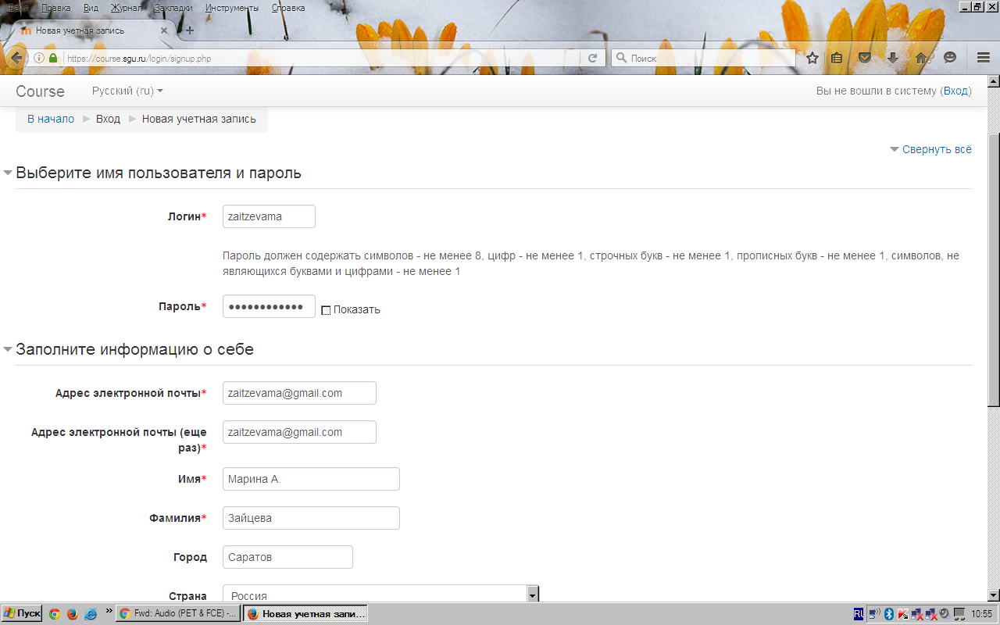 Файл Правка Вид Журнал Закладки Инструменты Справка
Новая учетная запись
https://course.sgu.ru/login/signup.php
Поиск
Course Русский (ru) Вы не вошли в систему (Вход)
В начало Вход Новая учетная запись
Свернуть всё
Выберите имя пользователя и пароль
Логин* zaitzevama
Пароль должен содержать символов - не менее 8, цифр - не менее 1, строчных букв - не менее 1, прописных букв - не менее 1, символов, не
являющихся буквами и цифрами - не менее 1
Пароль* ●●●●●●●●●●●● Показать
Заполните информацию о себе
Адрес электронной почты* zaitzevama@gmail.com
Адрес электронной почты (еще
раз)* zaitzevama@gmail.com
Имя* Марина А.
Фамилия* Зайцева
Город Саратов
Страна Россия
Пуск » Fwd: Audio (PET & FCE) -... Новая учетная запи... 10:55